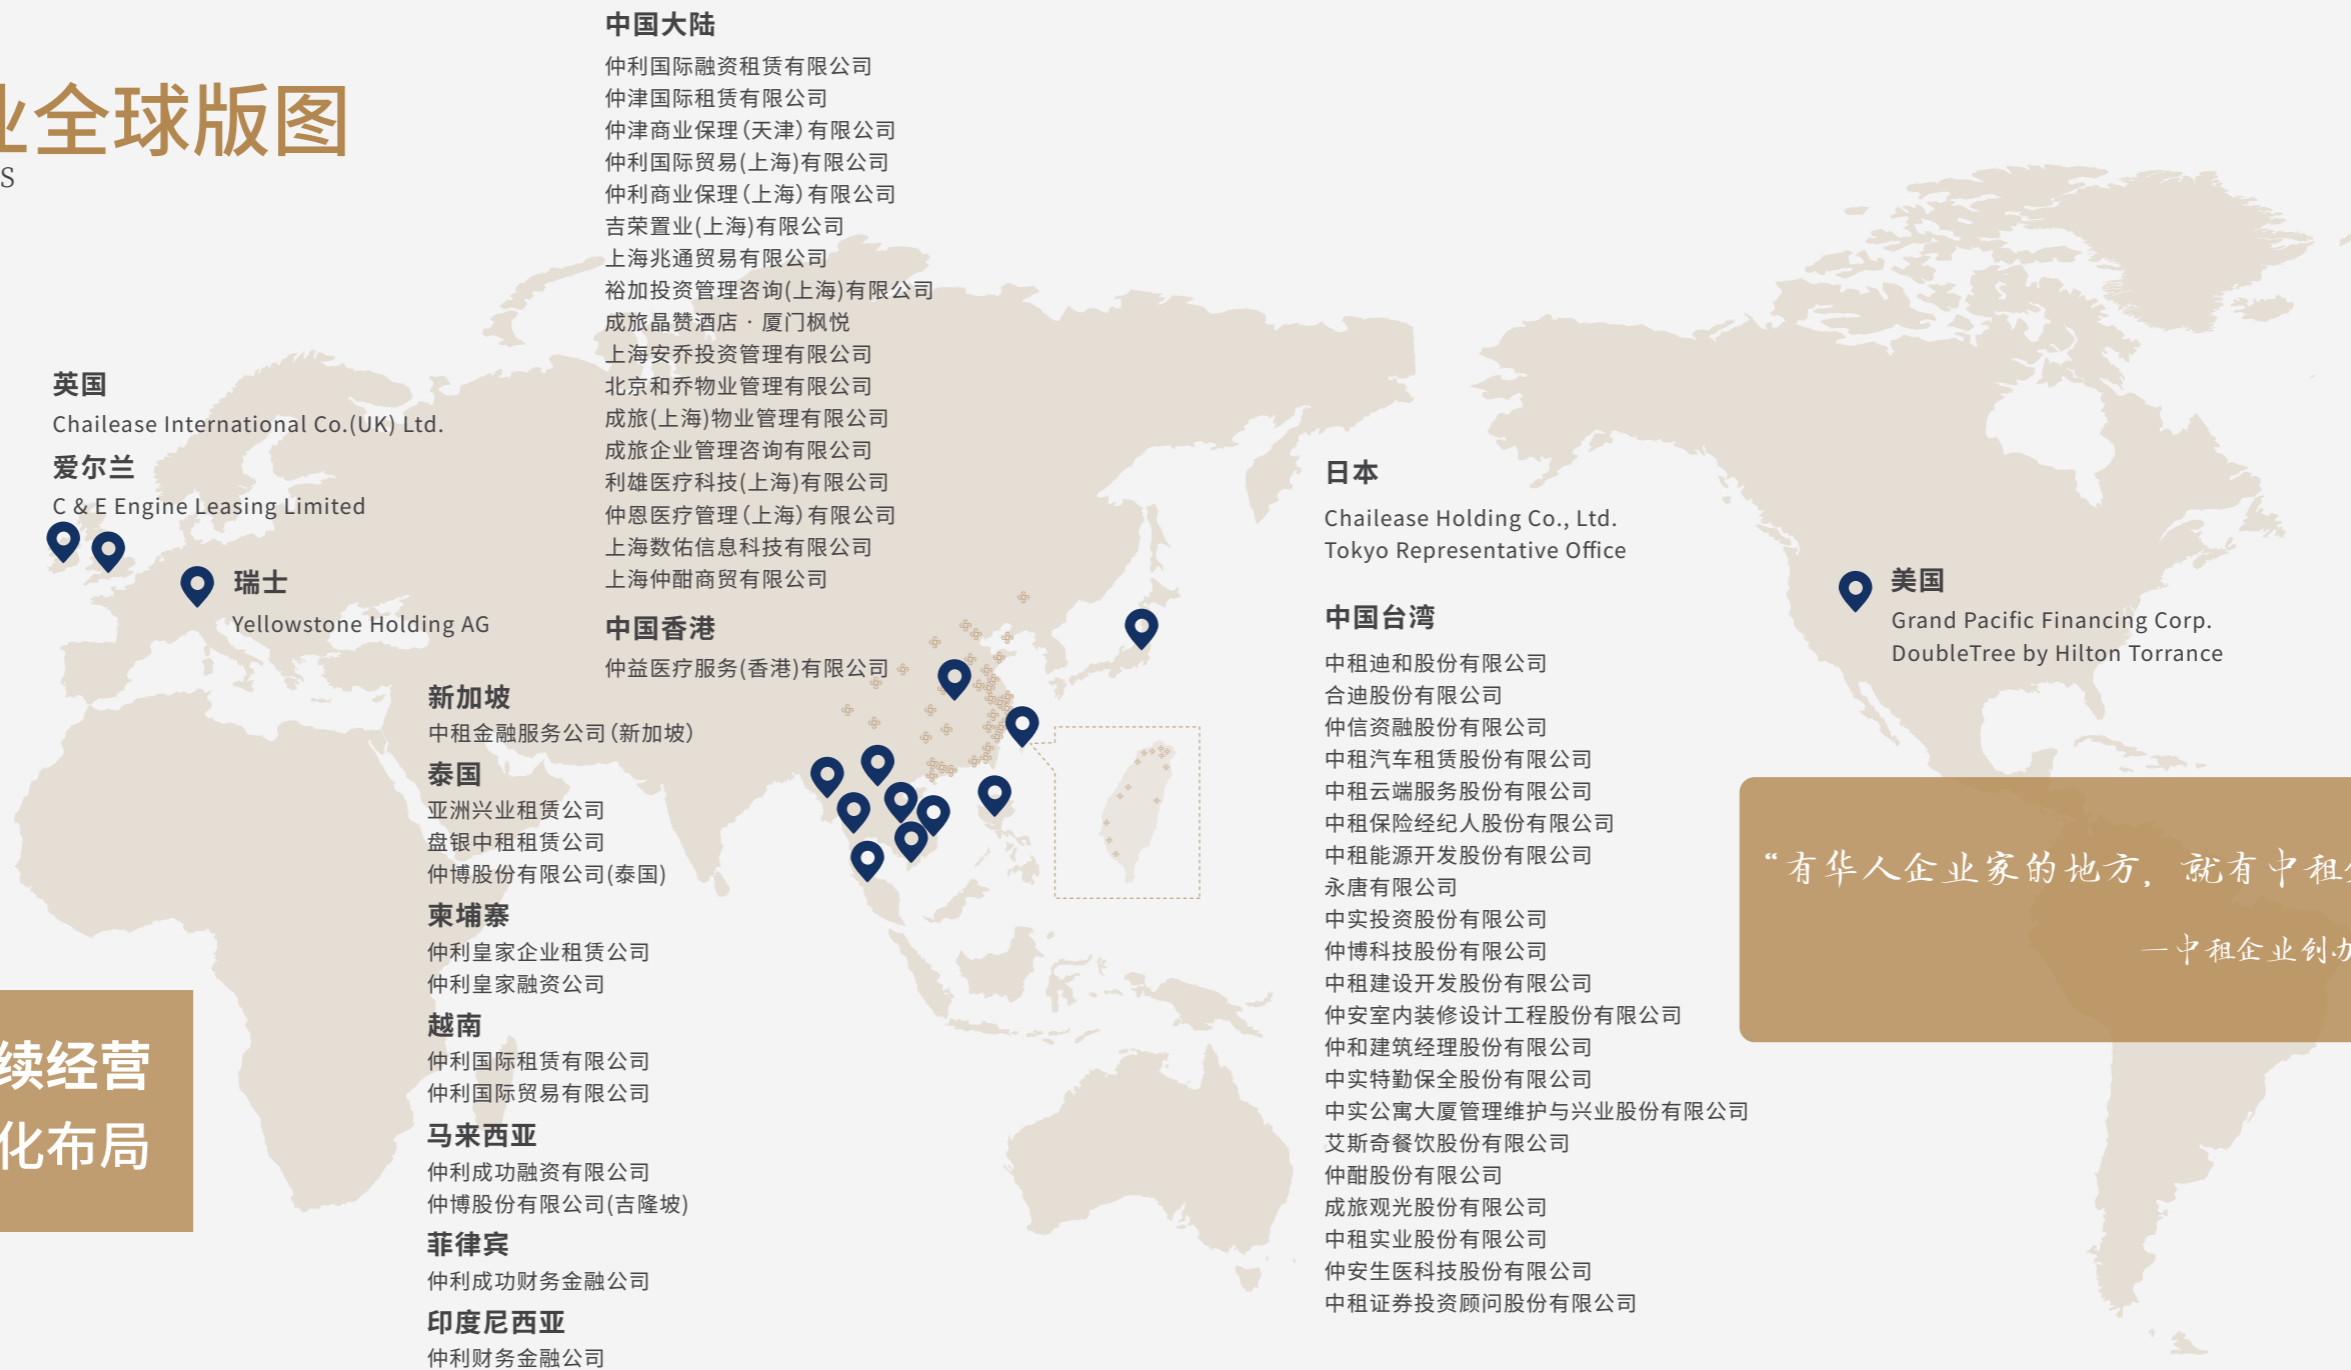 业全球版图
S
中国大陆
仲利国际融资租赁有限公司
仲津国际租赁有限公司
仲津商业保理（天津）有限公司
仲利国际贸易(上海)有限公司
仲利商业保理（上海）有限公司
吉荣置业(上海)有限公司
上海兆通贸易有限公司
裕加投资管理咨询(上海)有限公司
成旅晶赞酒店 · 厦门枫悦
上海安乔投资管理有限公司
北京和乔物业管理有限公司
成旅(上海)物业管理有限公司
成旅企业管理咨询有限公司
利雄医疗科技(上海)有限公司
仲恩医疗管理（上海）有限公司
上海数佑信息科技有限公司
上海仲酣商贸有限公司
中国香港
仲益医疗服务(香港)有限公司
英国
Chailease International Co.(UK) Ltd.
爱尔兰
C & E Engine Leasing Limited
瑞士
Yellowstone Holding AG
新加坡
中租金融服务公司（新加坡）
泰国
亚洲兴业租赁公司
盘银中租租赁公司
仲博股份有限公司(泰国)
柬埔寨
仲利皇家企业租赁公司
仲利皇家融资公司
越南
仲利国际租赁有限公司
仲利国际贸易有限公司
马来西亚
仲利成功融资有限公司
仲博股份有限公司(吉隆坡)
菲律宾
仲利成功财务金融公司
印度尼西亚
仲利财务金融公司
续经营
化布局
日本
Chailease Holding Co., Ltd.
Tokyo Representative Office
中国台湾
中租迪和股份有限公司
合迪股份有限公司
仲信资融股份有限公司
中租汽车租赁股份有限公司
中租云端服务股份有限公司
中租保险经纪人股份有限公司
中租能源开发股份有限公司
永唐有限公司
中实投资股份有限公司
仲博科技股份有限公司
中租建设开发股份有限公司
仲安室内装修设计工程股份有限公司
仲和建筑经理股份有限公司
中实特勤保全股份有限公司
中实公寓大厦管理维护与兴业股份有限公司
艾斯奇餐饮股份有限公司
仲酣股份有限公司
成旅观光股份有限公司
中租实业股份有限公司
仲安生医科技股份有限公司
中租证券投资顾问股份有限公司
美国
Grand Pacific Financing Corp.
DoubleTree by Hilton Torrance
“有华人企业家的地方，就有中租
一中租企业创办